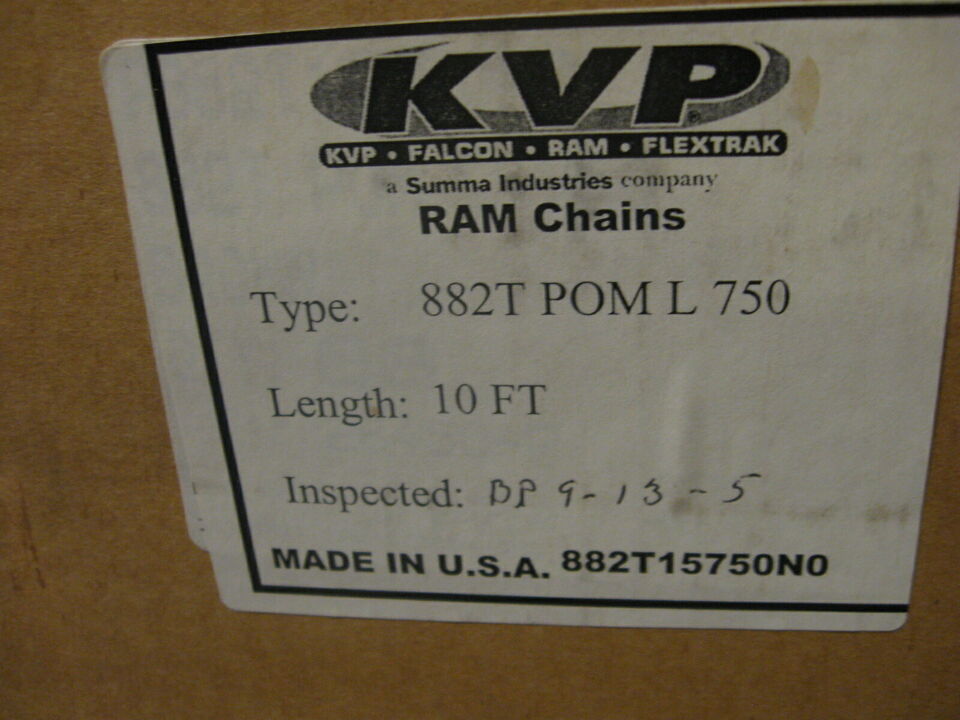 KVP
KVP • FALCON • RAM • FLEXTRAK
a Summa Industries company
RAM Chains
Type: 882T POM L 750
Length: 10 FT
Inspected: BP 9-13-5
MADE IN U.S.A. 882T15750N0